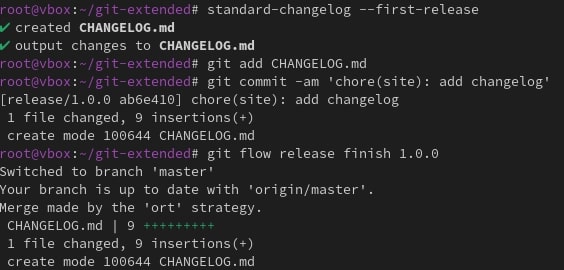 root@vbox:~/git-extended# standard-changelog --first-release
✔ created CHANGELOG.md
✔ output changes to CHANGELOG.md
root@vbox:~/git-extended# git add CHANGELOG.md
root@vbox:~/git-extended# git commit -am 'chore(site): add changelog'
[release/1.0.0 ab6e410] chore(site): add changelog
 1 file changed, 9 insertions(+)
 create mode 100644 CHANGELOG.md
root@vbox:~/git-extended# git flow release finish 1.0.0
Switched to branch 'master'
Your branch is up to date with 'origin/master'.
Merge made by the 'ort' strategy.
 CHANGELOG.md | 9 +++++++++
 1 file changed, 9 insertions(+)
 create mode 100644 CHANGELOG.md